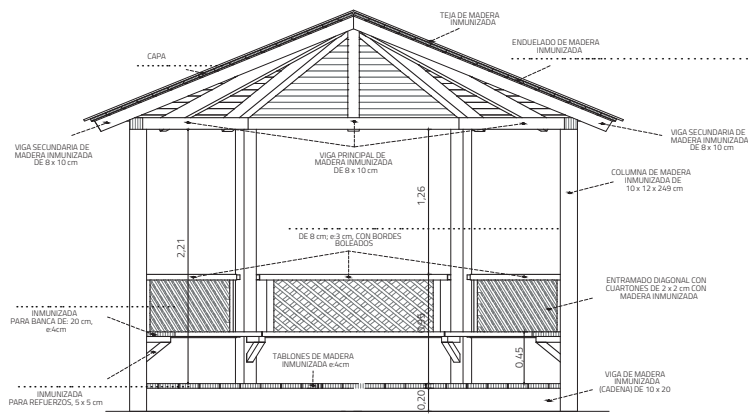 TEJA DE MADERA
INMUNIZADA
CAPA
ENDUELADO DE MADERA
INMUNIZADA
VIGA SECUNDARIA DE
MADERA INMUNIZADA
DE 8 x 10 cm
VIGA PRINCIPAL DE
MADERA INMUNIZADA
DE 8 x 10 cm
VIGA SECUNDARIA DE
MADERA INMUNIZADA
DE 8 x 10 cm
COLUMNA DE MADERA
INMUNIZADA DE
10 x 12 x 249 cm
1,26
2,21
DE 8 cm; e:3 cm, CON BORDES
BOLEADOS
ENTRAMADO DIAGONAL CON
CUARTONES DE 2 x 2 cm CON
MADERA INMUNIZADA
INMUNIZADA
PARA BANCA DE: 20 cm,
e:4cm
0,95
0,45
TABLONES DE MADERA
INMUNIZADA e:4cm
INMUNIZADA
PARA REFUERZOS, 5 x 5 cm
0,20
VIGA DE MADERA
INMUNIZADA
(CADENA) DE 10 x 20